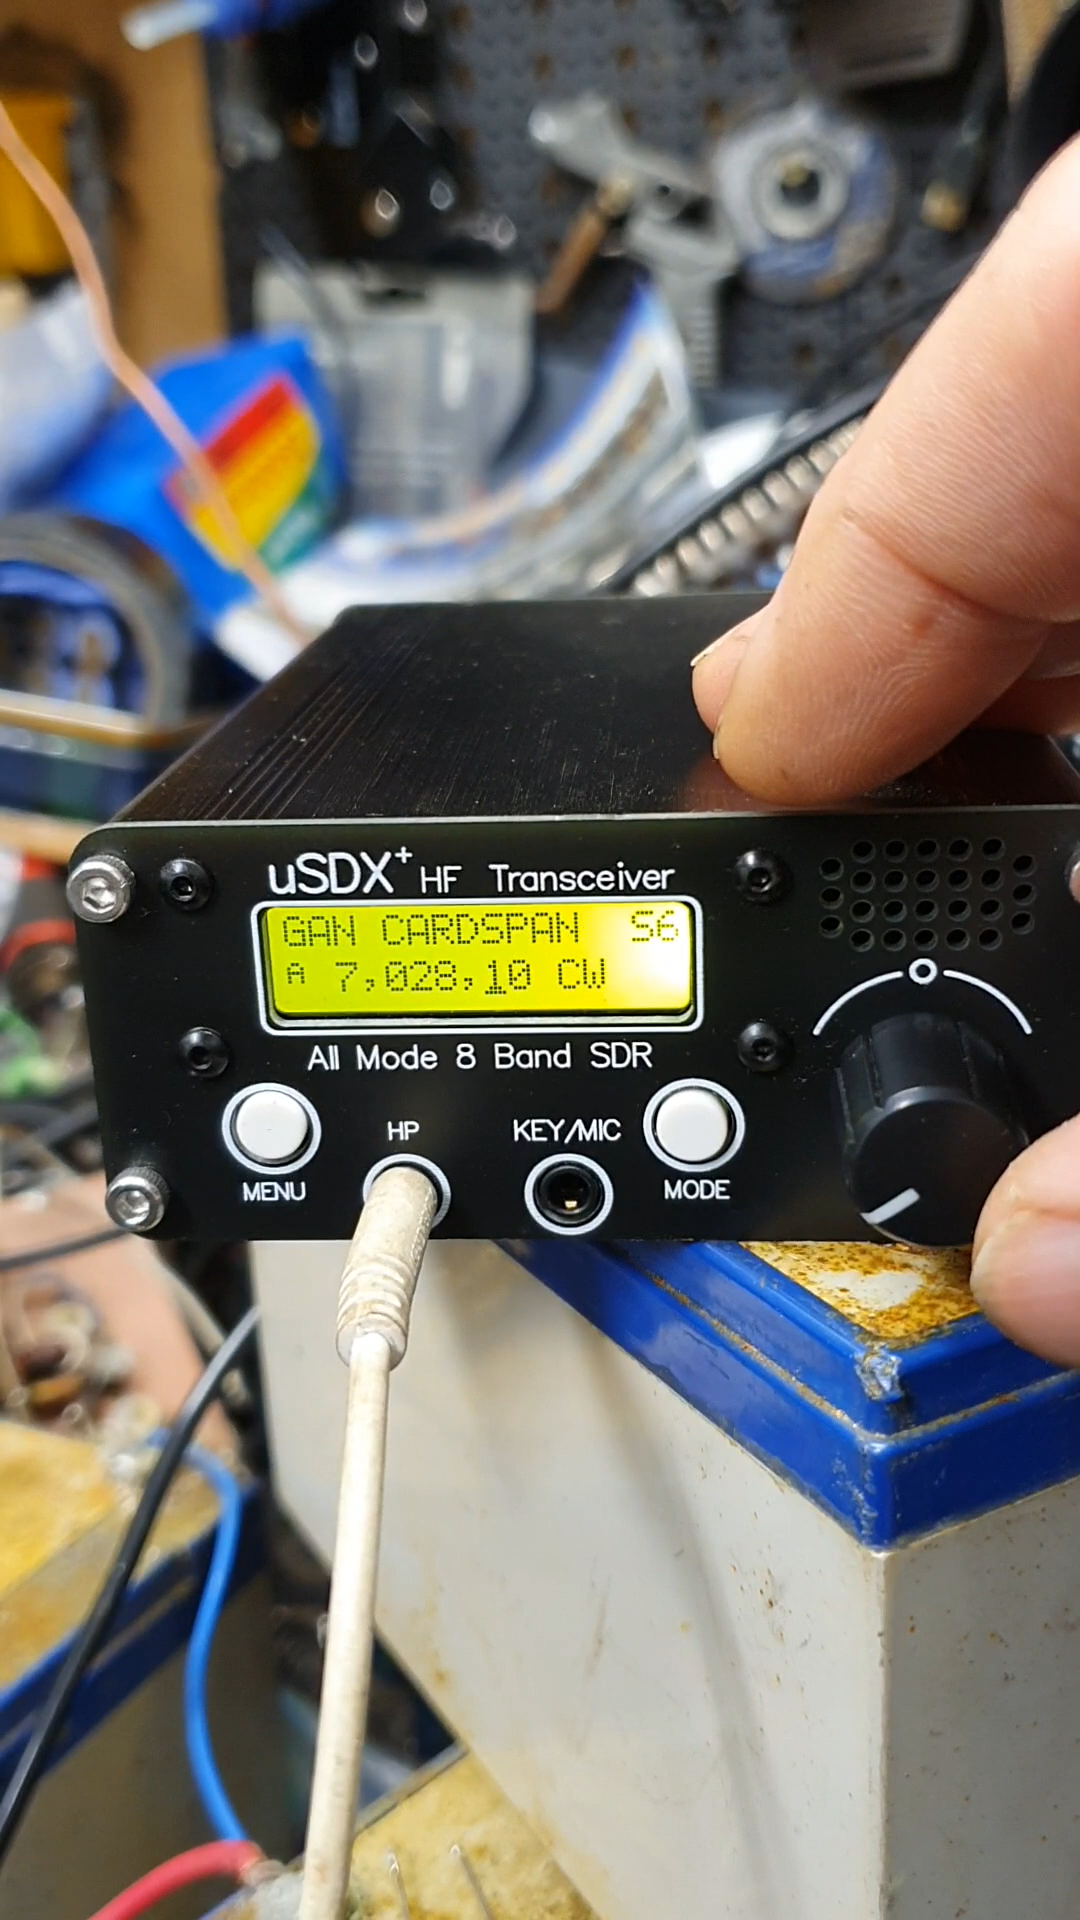 uSDX+ HF Transceiver
GAN CARDSPAN S6
A 7,028,10 CW
All Mode 8 Band SDR
HP
KEY/MIC
MENU
MODE